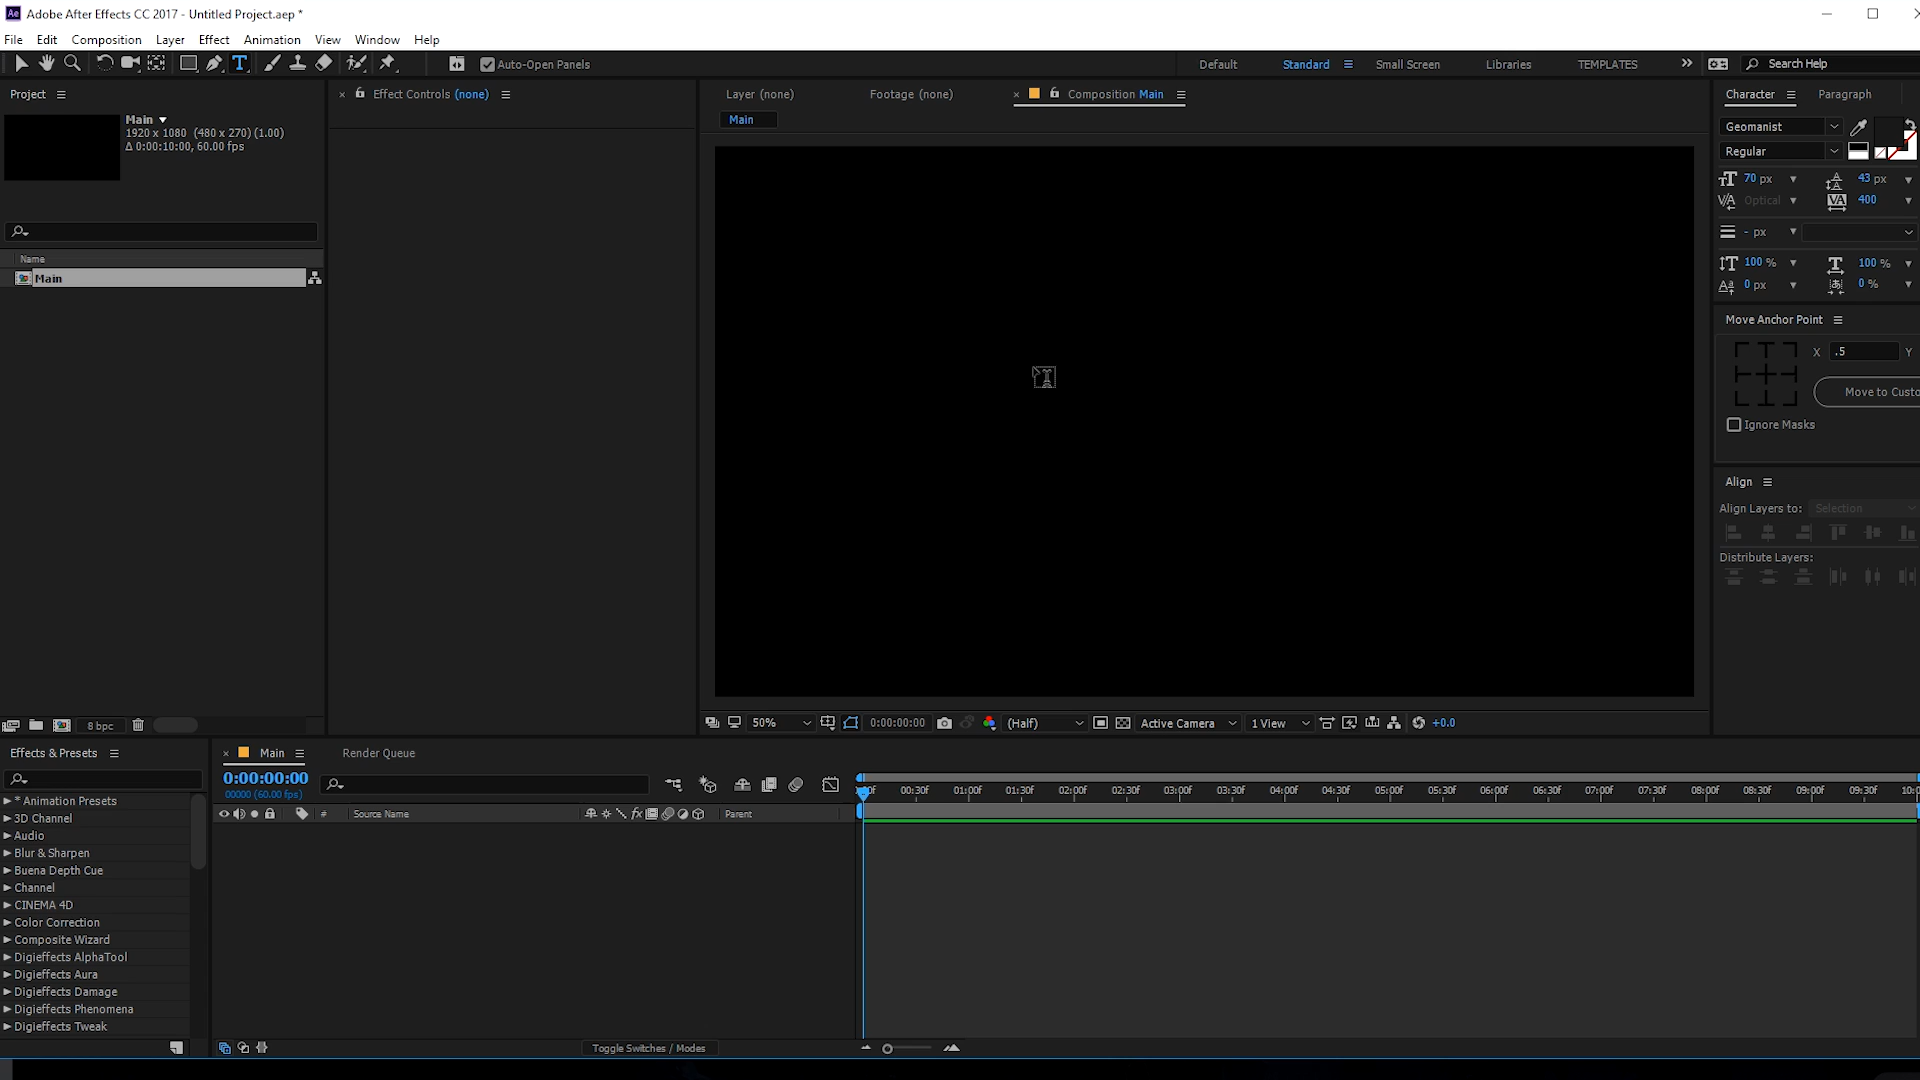 Adobe After Effects CC 2017 - Untitled Project.aep *
File Edit Composition Layer Effect Animation View Window Help
Auto-Open Panels
Default Standard Small Screen Libraries TEMPLATES Search Help
Project
Main
1920 x 1080 (480 x 270) (1.00)
Δ 0:00:10:00, 60.00 fps
Name
Main
8 bpc
Effect Controls (none)
Layer (none) Footage (none) Composition Main
Main
50% 0:00:00:00 (Half) Active Camera 1 View +0.0
Character Paragraph
Geomanist
Regular
70 px 43 px
Optical 400
- px
100 % 100 %
0 px 0 %
Move Anchor Point
X .5 Y
Move to Custo
Ignore Masks
Align
Align Layers to: Selection
Distribute Layers:
Effects & Presets
* Animation Presets
3D Channel
Audio
Blur & Sharpen
Buena Depth Cue
Channel
CINEMA 4D
Color Correction
Composite Wizard
Digieffects AlphaTool
Digieffects Aura
Digieffects Damage
Digieffects Phenomena
Digieffects Tweak
Main Render Queue
0:00:00:00
00000 (60.00 fps)
# Source Name Parent
00:30f 01:00f 01:30f 02:00f 02:30f 03:00f 03:30f 04:00f 04:30f 05:00f 05:30f 06:00f 06:30f 07:00f 07:30f 08:00f 08:30f 09:00f 09:30f
Toggle Switches / Modes